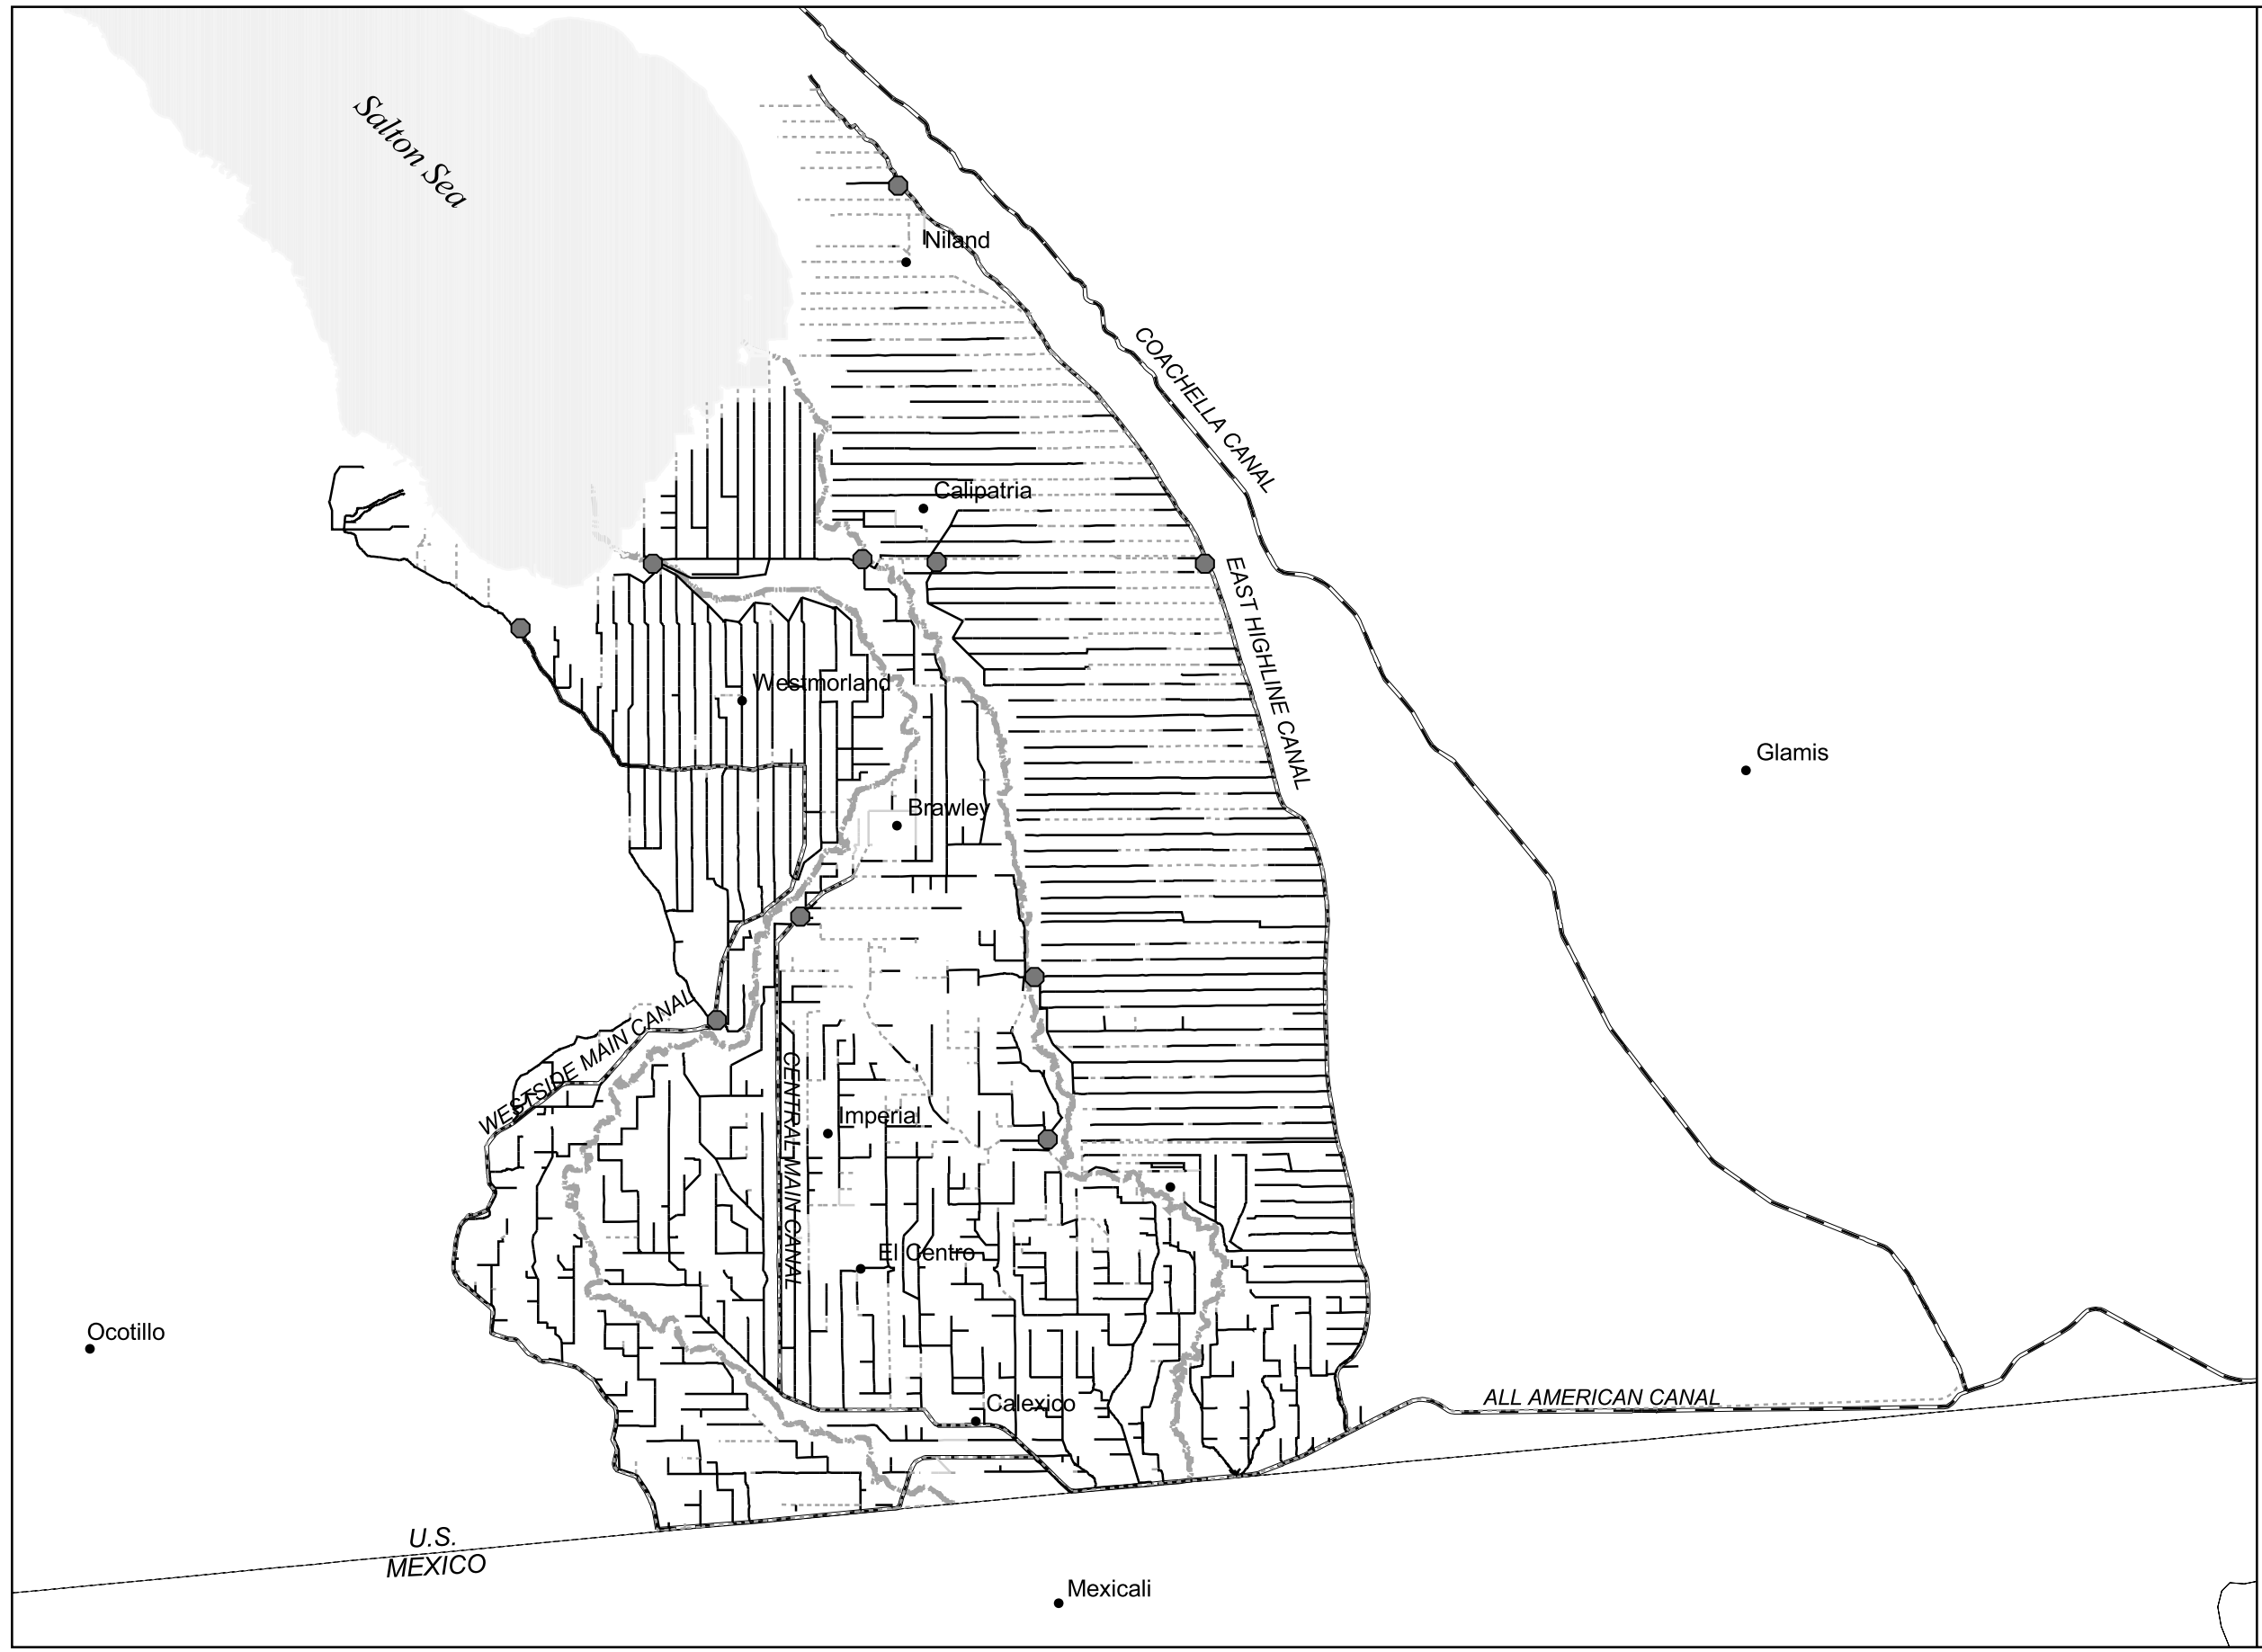 Salton Sea
Niland
COACHELLA CANAL
Calipatria
EAST HIGHLINE CANAL
Westmorland
Glamis
Brawley
WESTSIDE MAIN CANAL
CENTRAL MAIN CANAL
Imperial
El Centro
Ocotillo
Calexico
ALL AMERICAN CANAL
U.S.
MEXICO
Mexicali